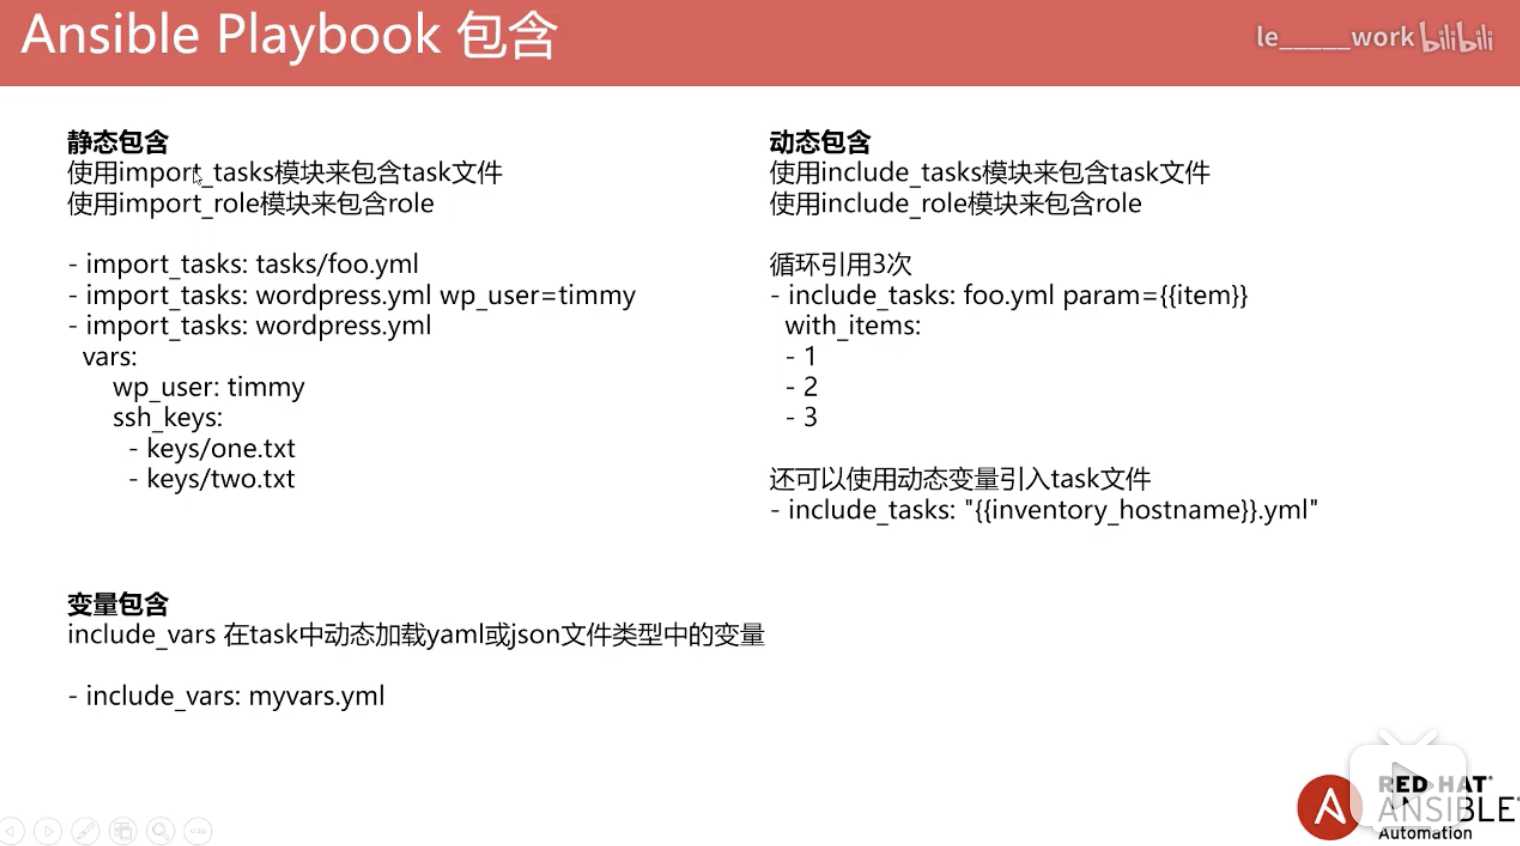 Ansible Playbook 包含
le_____work bilibili
静态包含
使用import_tasks模块来包含task文件
使用import_role模块来包含role
- import_tasks: tasks/foo.yml
- import_tasks: wordpress.yml wp_user=timmy
- import_tasks: wordpress.yml
vars:
wp_user: timmy
ssh_keys:
- keys/one.txt
- keys/two.txt
动态包含
使用include_tasks模块来包含task文件
使用include_role模块来包含role
循环引用3次
- include_tasks: foo.yml param={{item}}
with_items:
- 1
- 2
- 3
还可以使用动态变量引入task文件
- include_tasks: "{{inventory_hostname}}.yml"
变量包含
include_vars 在task中动态加载yaml或json文件类型中的变量
- include_vars: myvars.yml
RED HAT
ANSIBLE
Automation